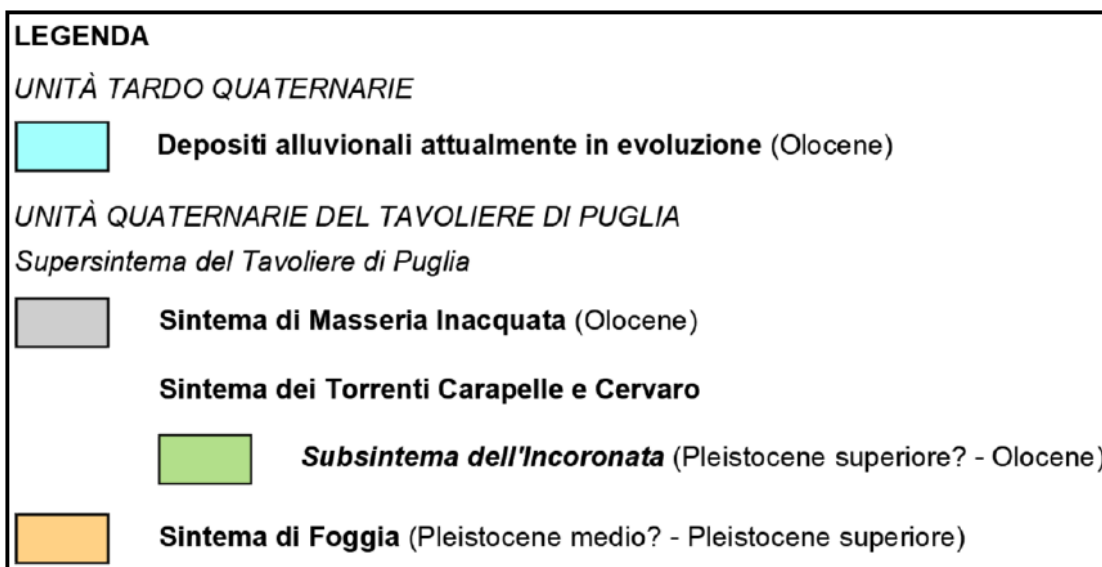 LEGENDA
UNITÀ TARDO QUATERNARIE
Depositi alluvionali attualmente in evoluzione (Olocene)
UNITÀ QUATERNARIE DEL TAVOLIERE DI PUGLIA
Supersintema del Tavoliere di Puglia
Sintema di Masseria Inacquata (Olocene)
Sintema dei Torrenti Carapelle e Cervaro
Subsintema dell'Incoronata (Pleistocene superiore? - Olocene)
Sintema di Foggia (Pleistocene medio? - Pleistocene superiore)